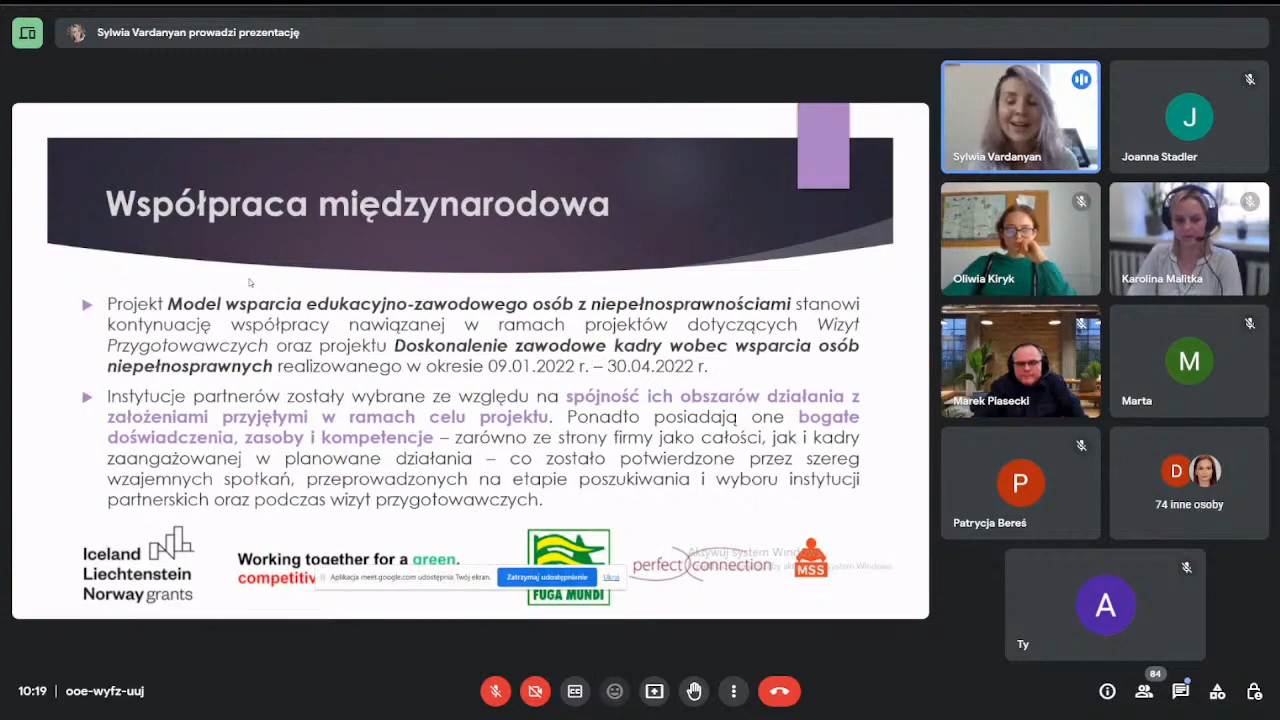 Sylwia Vardanyan prowadzi prezentację
Współpraca międzynarodowa
Projekt Model wsparcia edukacyjno-zawodowego osób z niepełnosprawnościami stanowi
kontynuację współpracy nawiązanej w ramach projektów dotyczących Wizyt
Przygotowawczych oraz projektu Doskonalenie zawodowe kadry wobec wsparcia osób
niepełnosprawnych realizowanego w okresie 09.01.2022 r. – 30.04.2022 r.
Instytucje partnerów zostały wybrane ze względu na spójność ich obszarów działania z
założeniami przyjętymi w ramach celu projektu. Ponadto posiadają one bogate
doświadczenia, zasoby i kompetencje – zarówno ze strony firmy jako całości, jak i kadry
zaangażowanej w planowane działania – co zostało potwierdzone przez szereg
wzajemnych spotkań, przeprowadzonych na etapie poszukiwania i wyboru instytucji
partnerskich oraz podczas wizyt przygotowawczych.
Iceland
Liechtenstein
Norway grants
Working together for a green,
competitiv
Aplikacja meet.google.com udostępnia Twój ekran.
Zatrzymaj udostępnianie
Ukryj
FUGA MUNDI
perfect connection
MSS
Aktywuj system Windows
aby aktywować system Windows.
Sylwia Vardanyan
J
Joanna Stadler
Oliwia Kiryk
Karolina Malitka
Marek Piasecki
M
Marta
P
Patrycja Bereś
D
74 inne osoby
A
Ty
10:19
ooe-wyfz-uuj
84